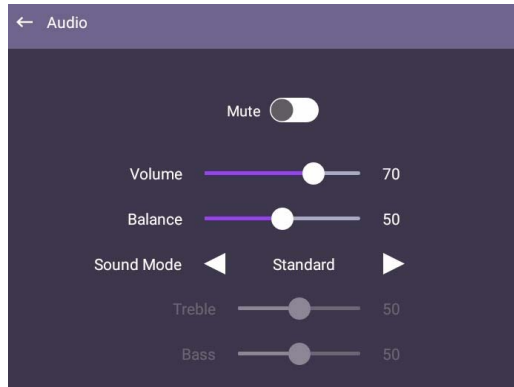 Audio
Mute
Volume 70
Balance 50
Sound Mode Standard
Treble 50
Bass 50